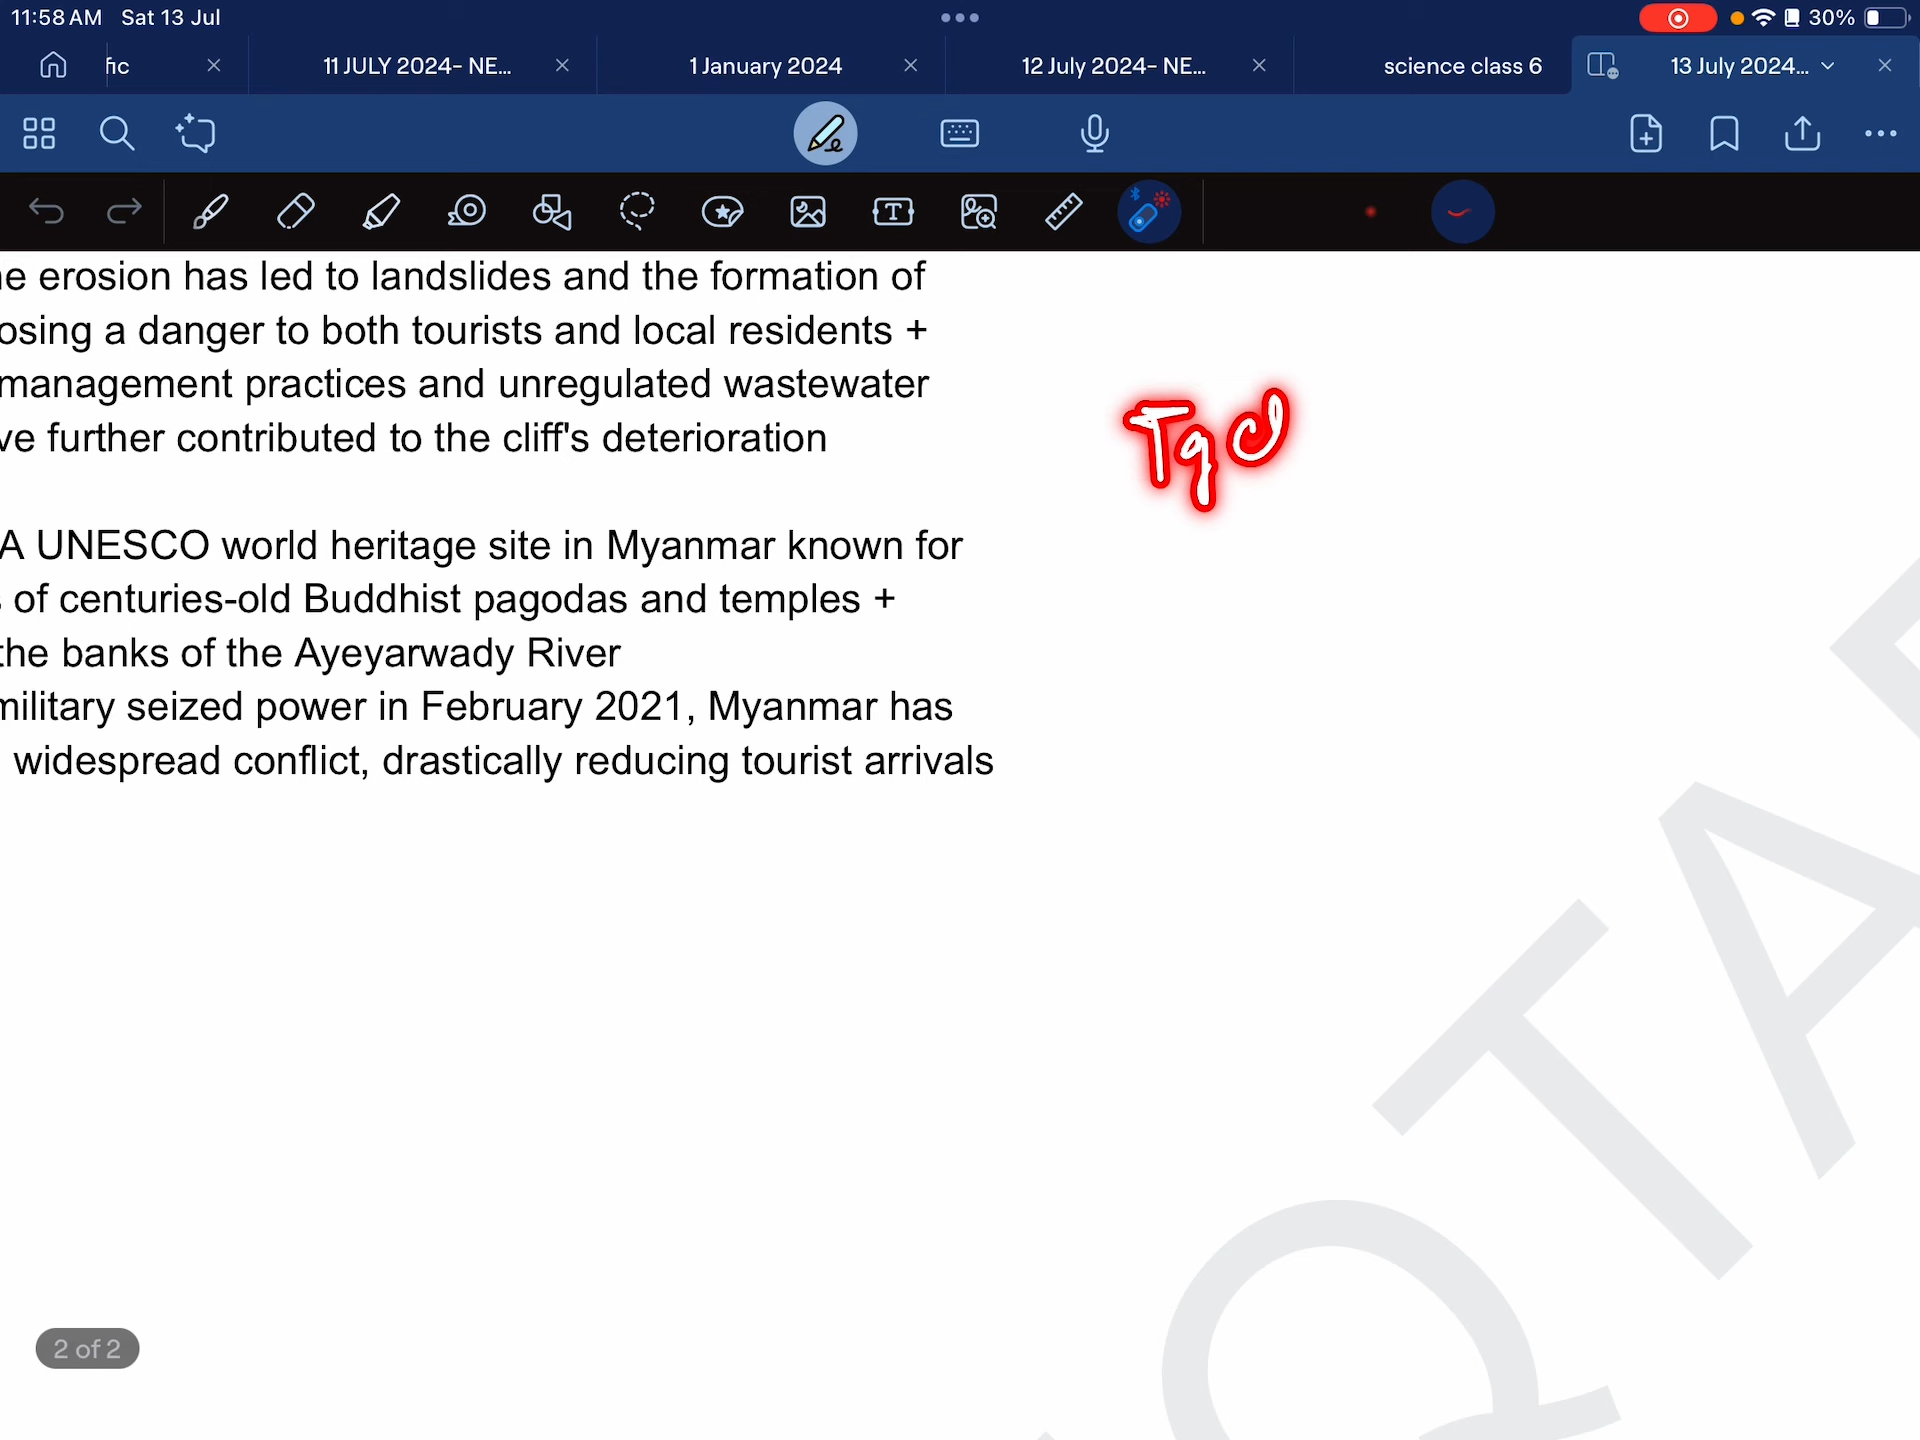 11:58 AM Sat 13 Jul
30%
fic
11 JULY 2024- NE...
1 January 2024
12 July 2024- NE...
science class 6
13 July 2024...
e erosion has led to landslides and the formation of
osing a danger to both tourists and local residents +
management practices and unregulated wastewater
ve further contributed to the cliff's deterioration
A UNESCO world heritage site in Myanmar known for
s of centuries-old Buddhist pagodas and temples +
the banks of the Ayeyarwady River
military seized power in February 2021, Myanmar has
widespread conflict, drastically reducing tourist arrivals
2 of 2
QTA